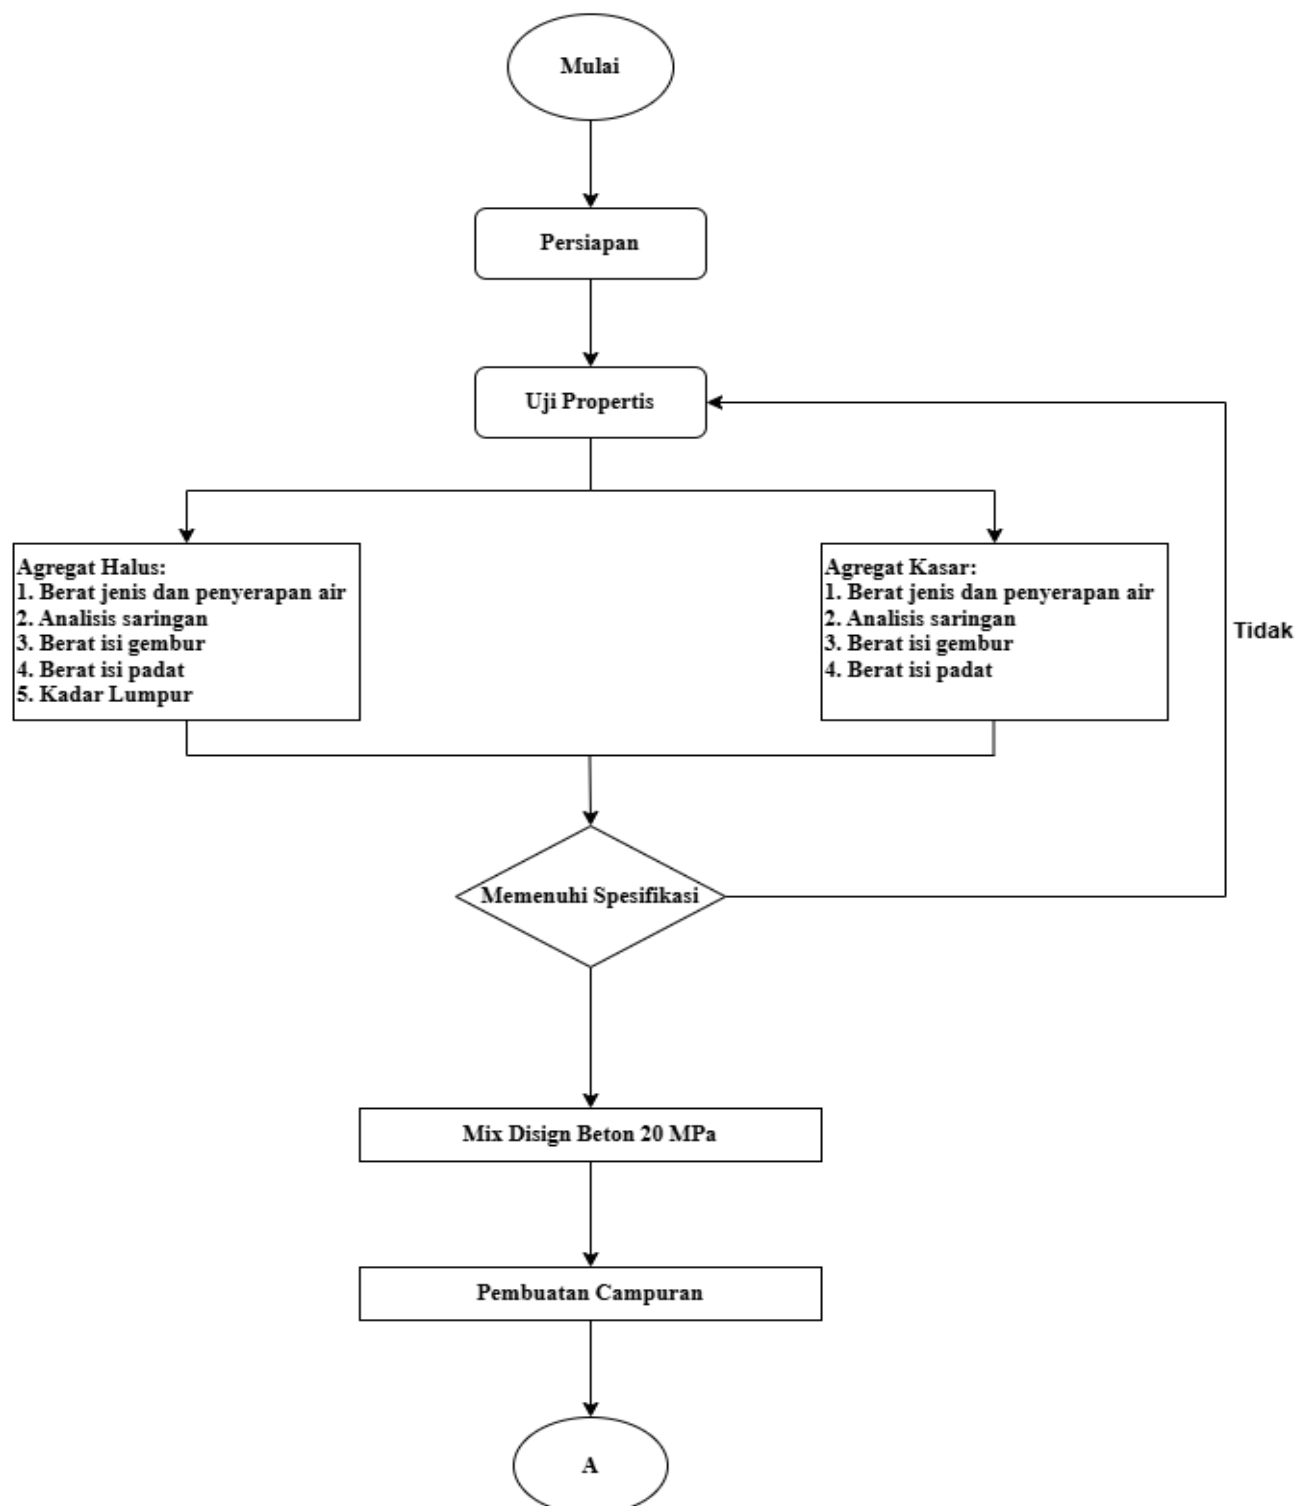 Mulai
Persiapan
Uji Propertis
Agregat Halus:
1. Berat jenis dan penyerapan air
2. Analisis saringan
3. Berat isi gembur
4. Berat isi padat
5. Kadar Lumpur
Agregat Kasar:
1. Berat jenis dan penyerapan air
2. Analisis saringan
3. Berat isi gembur
4. Berat isi padat
Tidak
Memenuhi Spesifikasi
Mix Disign Beton 20 MPa
Pembuatan Campuran
A